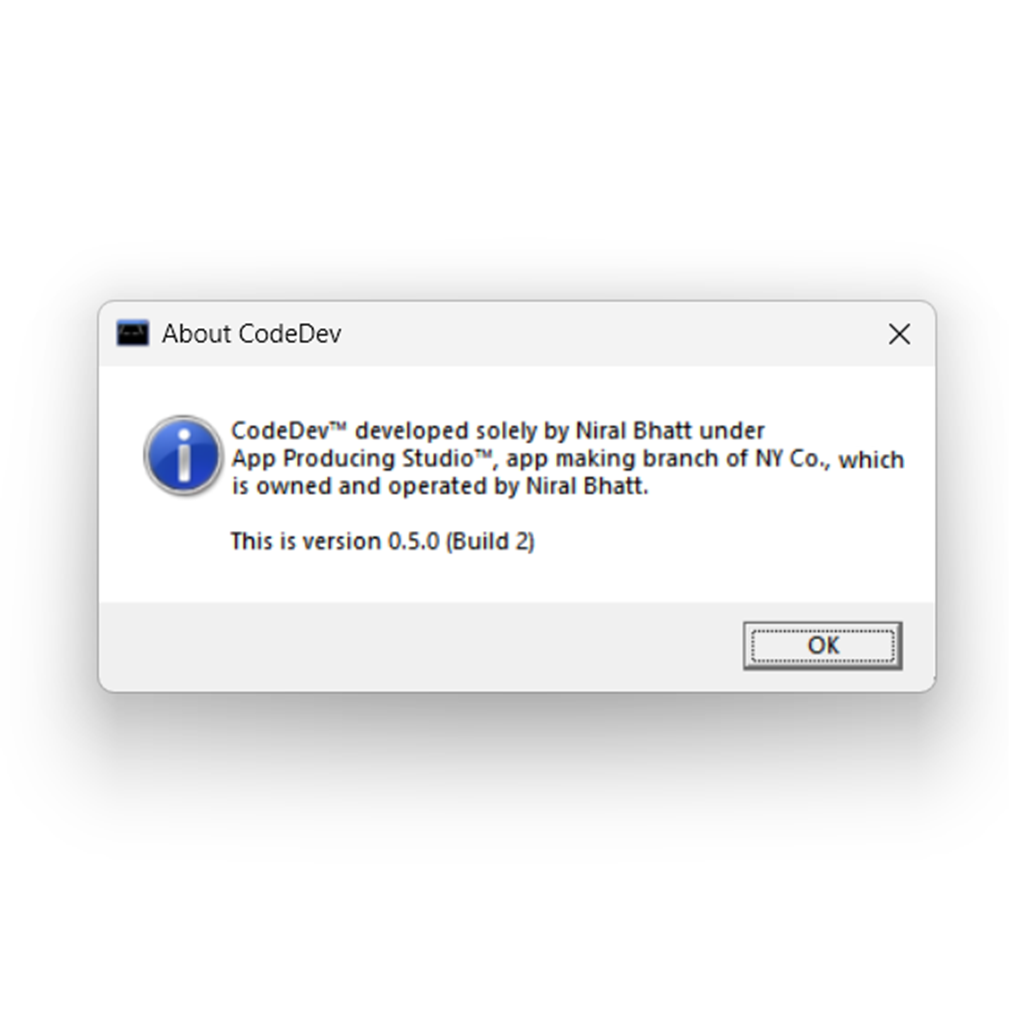 About CodeDev
CodeDev™ developed solely by Niral Bhatt under
App Producing Studio™, app making branch of NY Co., which
is owned and operated by Niral Bhatt.
This is version 0.5.0 (Build 2)
OK